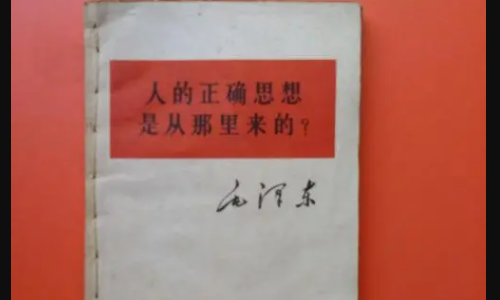 人的正确思想
是从那里来的？
毛泽东